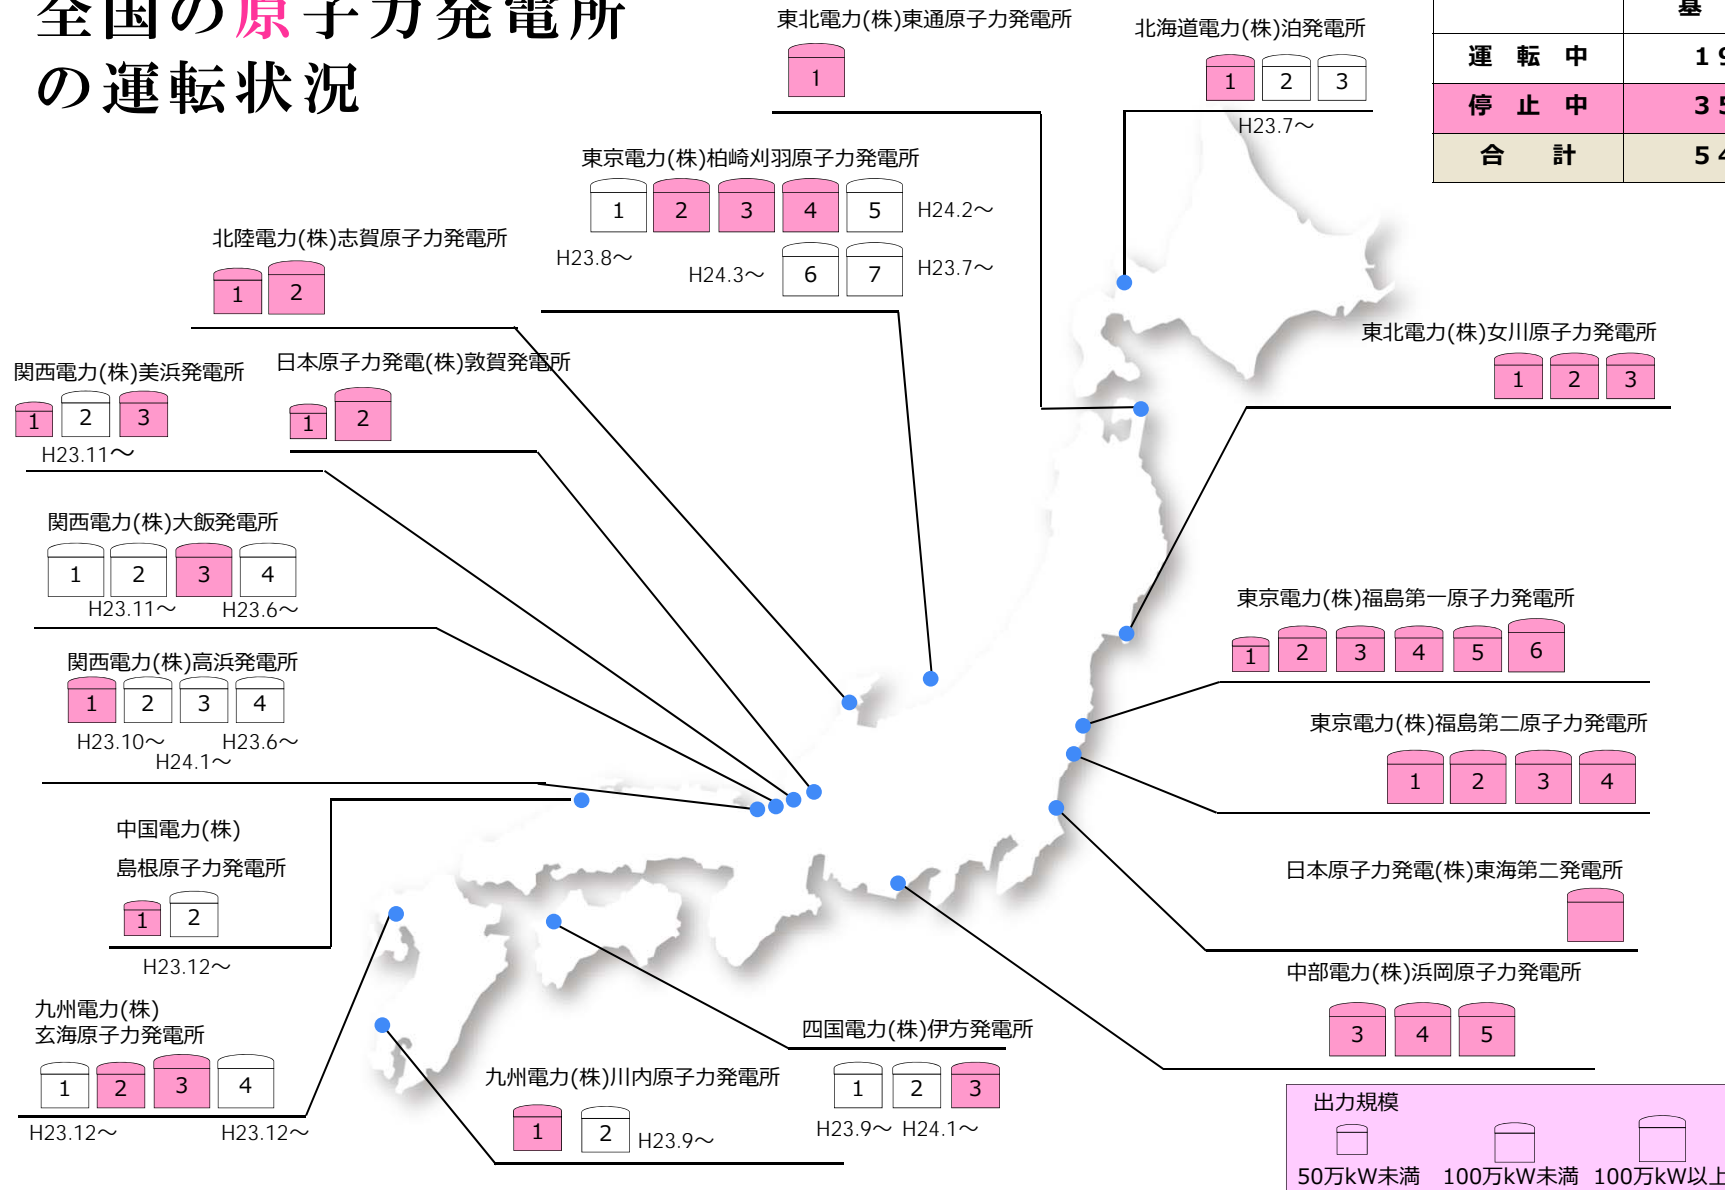 全国の原子力発電所
の運転状況
東北電力(株)東通原子力発電所
1
北海道電力(株)泊発電所
1 2 3
H23.7～
基
運転中 19
停止中 35
合計 54
東京電力(株)柏崎刈羽原子力発電所
1 2 3 4 5 H24.2～
H23.8～
H24.3～ 6 7 H23.7～
北陸電力(株)志賀原子力発電所
1 2
東北電力(株)女川原子力発電所
1 2 3
関西電力(株)美浜発電所
1 2 3
H23.11～
日本原子力発電(株)敦賀発電所
1 2
関西電力(株)大飯発電所
1 2 3 4
H23.11～ H23.6～
東京電力(株)福島第一原子力発電所
1 2 3 4 5 6
関西電力(株)高浜発電所
1 2 3 4
H23.10～ H23.6～
H24.1～
東京電力(株)福島第二原子力発電所
1 2 3 4
中国電力(株)
島根原子力発電所
1 2
H23.12～
日本原子力発電(株)東海第二発電所
中部電力(株)浜岡原子力発電所
3 4 5
九州電力(株)
玄海原子力発電所
1 2 3 4
H23.12～ H23.12～
九州電力(株)川内原子力発電所
1 2 H23.9～
四国電力(株)伊方発電所
1 2 3
H23.9～ H24.1～
出力規模
50万kW未満 100万kW未満 100万kW以上